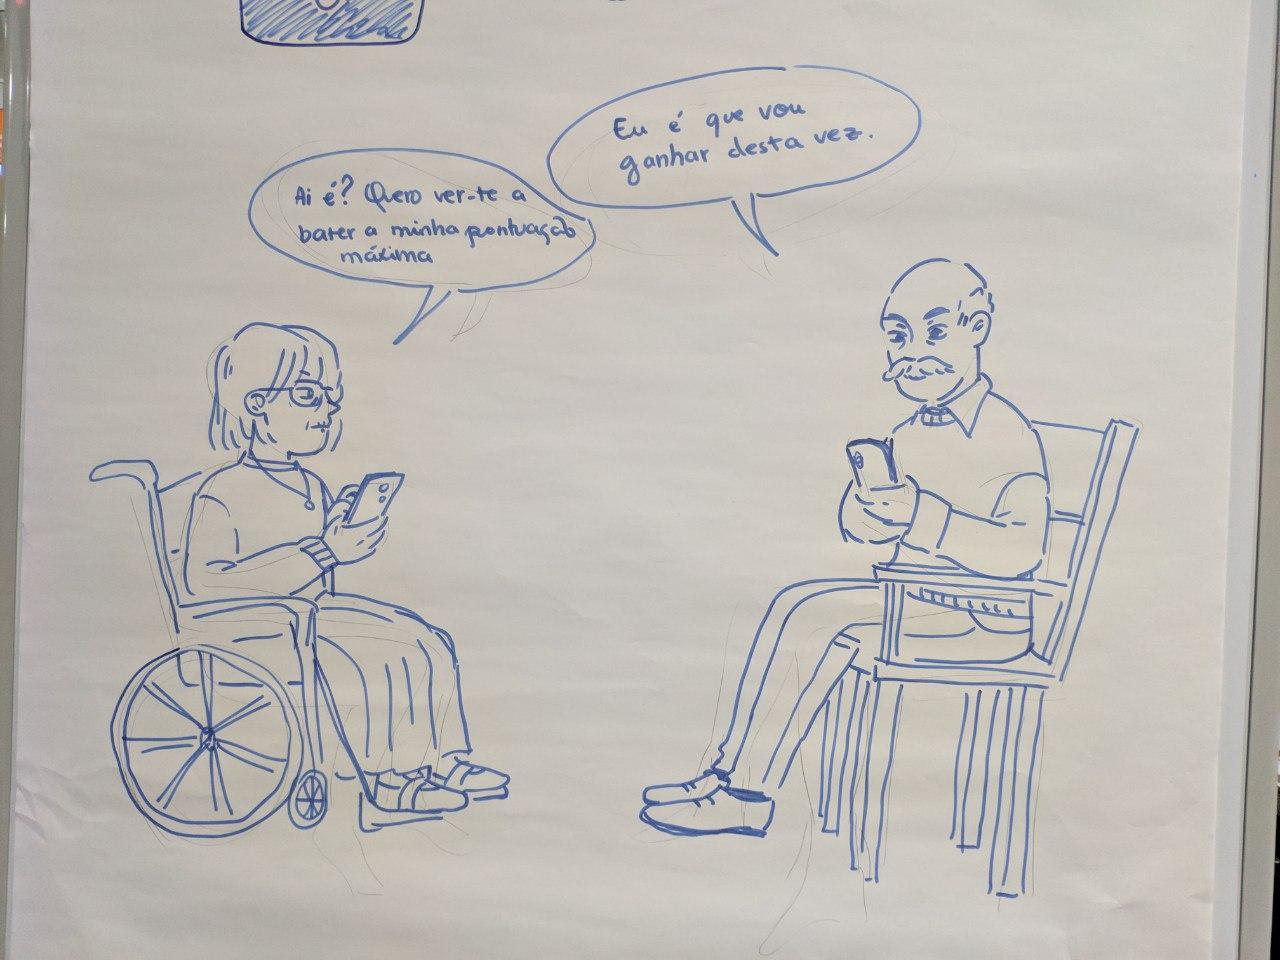 Eu é que vou
ganhar desta vez.
Ai é? Quero ver-te a
bater a minha pontuação
máxima